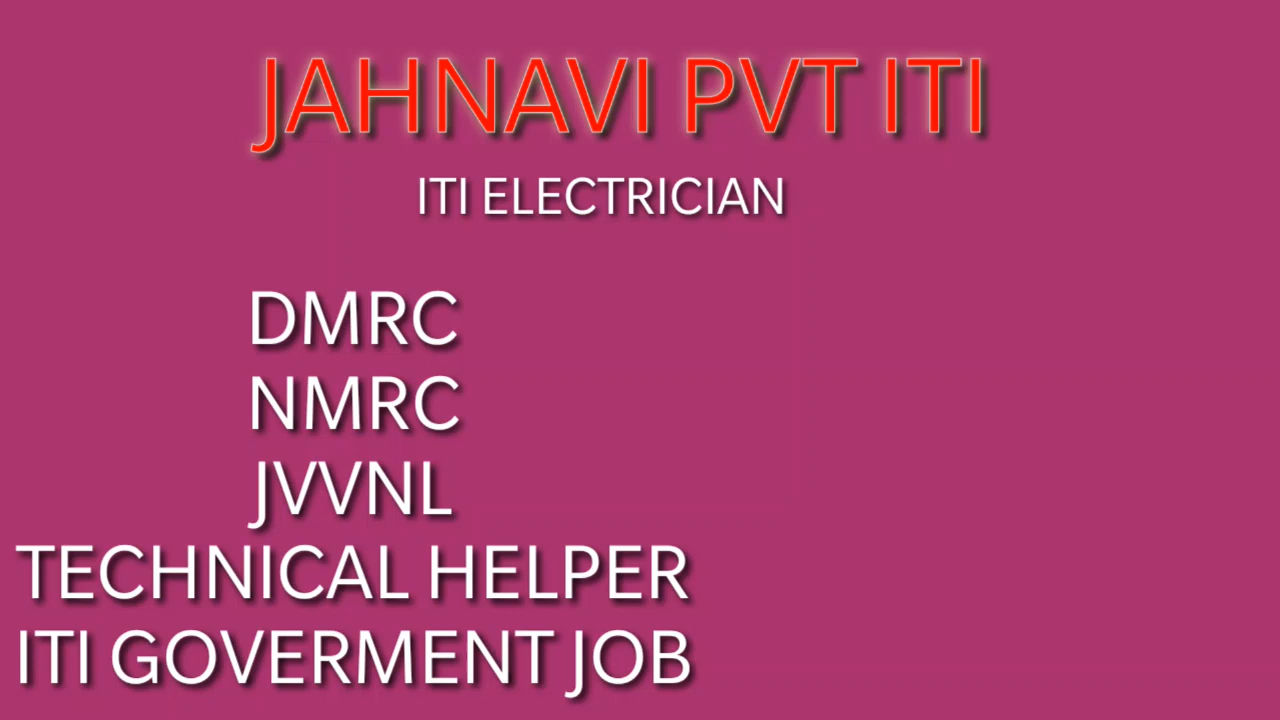 JAHNAVI PVT ITI
ITI ELECTRICIAN
DMRC
NMRC
JVVNL
TECHNICAL HELPER
ITI GOVERMENT JOB